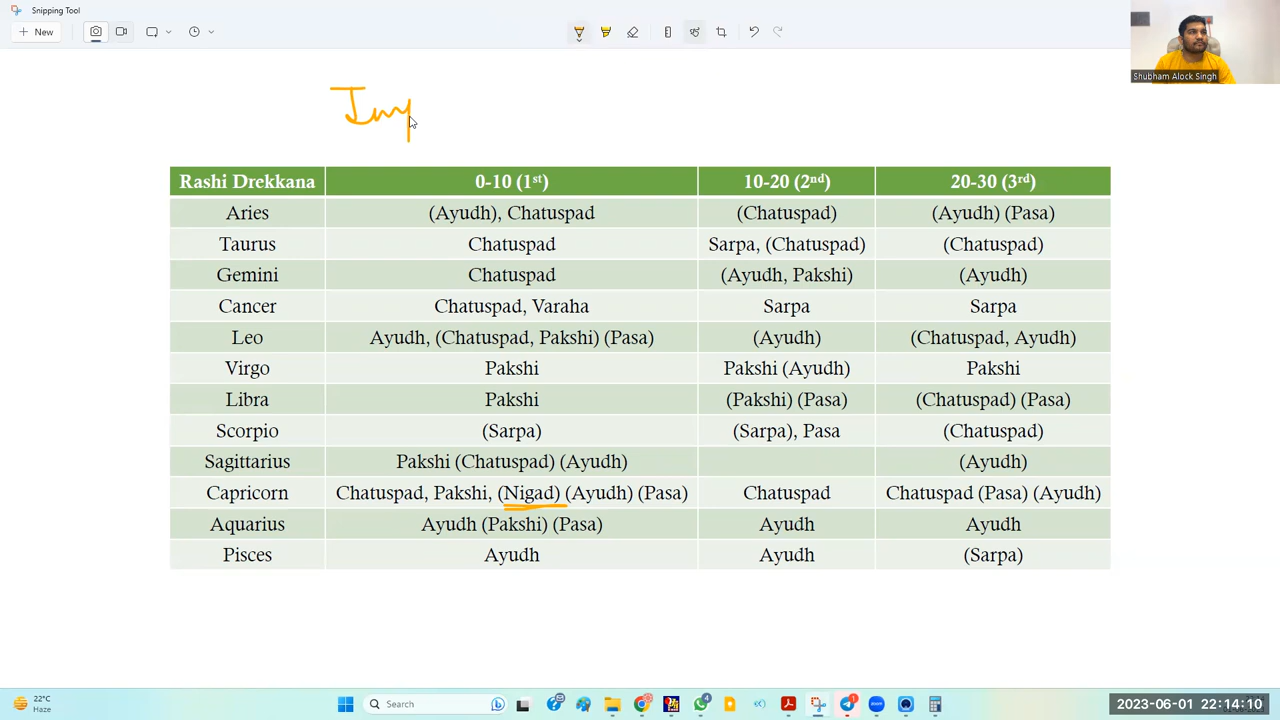 Snipping Tool
New
Shubham Alock Singh
Imp
Rashi Drekkana 0-10 (1st) 10-20 (2nd) 20-30 (3rd)
Aries (Ayudh), Chatuspad (Chatuspad) (Ayudh) (Pasa)
Taurus Chatuspad Sarpa, (Chatuspad) (Chatuspad)
Gemini Chatuspad (Ayudh, Pakshi) (Ayudh)
Cancer Chatuspad, Varaha Sarpa Sarpa
Leo Ayudh, (Chatuspad, Pakshi) (Pasa) (Ayudh) (Chatuspad, Ayudh)
Virgo Pakshi Pakshi (Ayudh) Pakshi
Libra Pakshi (Pakshi) (Pasa) (Chatuspad) (Pasa)
Scorpio (Sarpa) (Sarpa), Pasa (Chatuspad)
Sagittarius Pakshi (Chatuspad) (Ayudh) (Ayudh)
Capricorn Chatuspad, Pakshi, (Nigad) (Ayudh) (Pasa) Chatuspad Chatuspad (Pasa) (Ayudh)
Aquarius Ayudh (Pakshi) (Pasa) Ayudh Ayudh
Pisces Ayudh Ayudh (Sarpa)
22°C
Haze
Search
2023-06-01 22:14:10